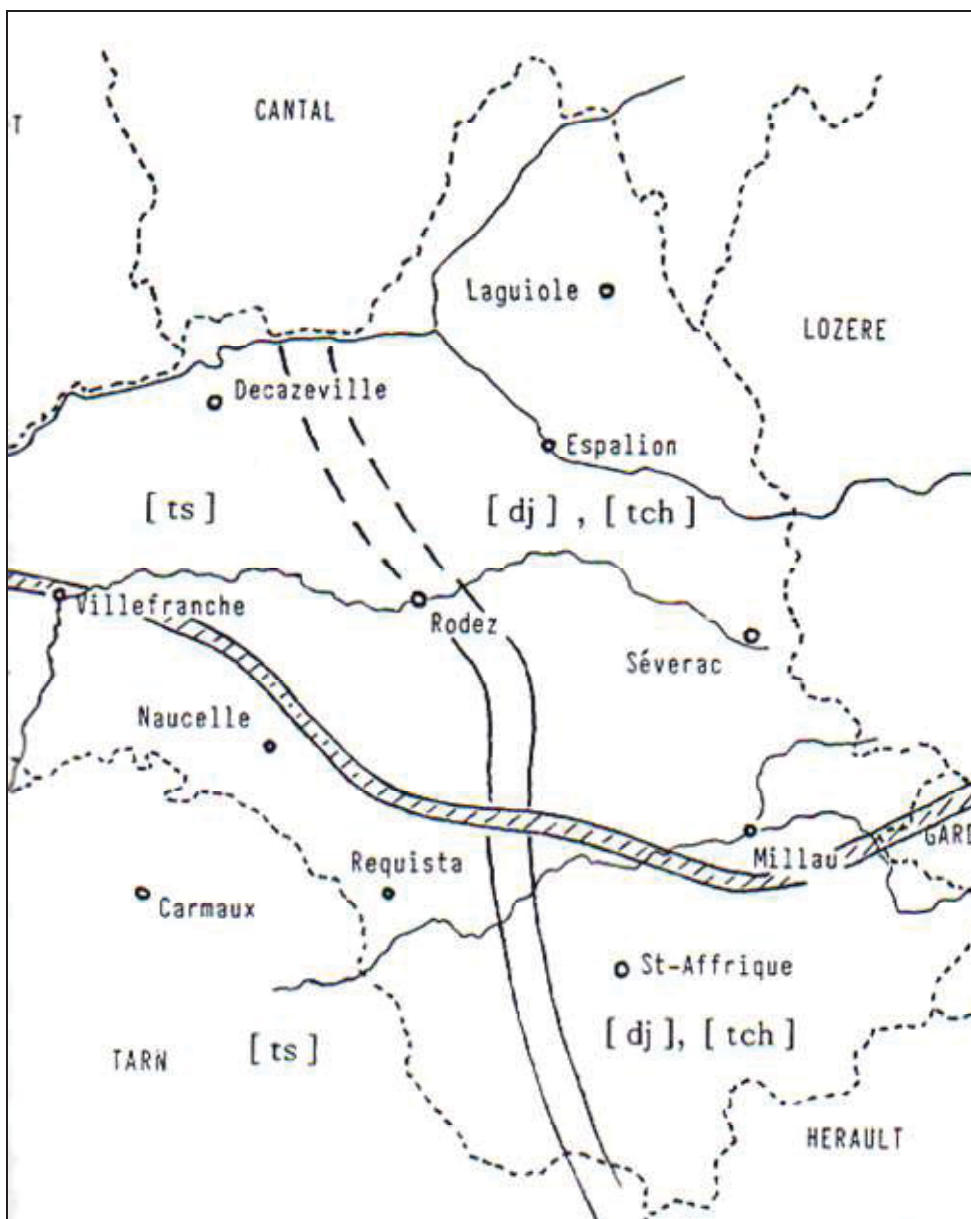 CANTAL
T
Laguiole
LOZERE
Decazeville
Espalion
[ts]
[dj], [tch]
Villefranche
Rodez
Séverac
Naucelle
Millau
GARD
Requista
Carmaux
St-Affrique
[dj], [tch]
[ts]
TARN
HERAULT